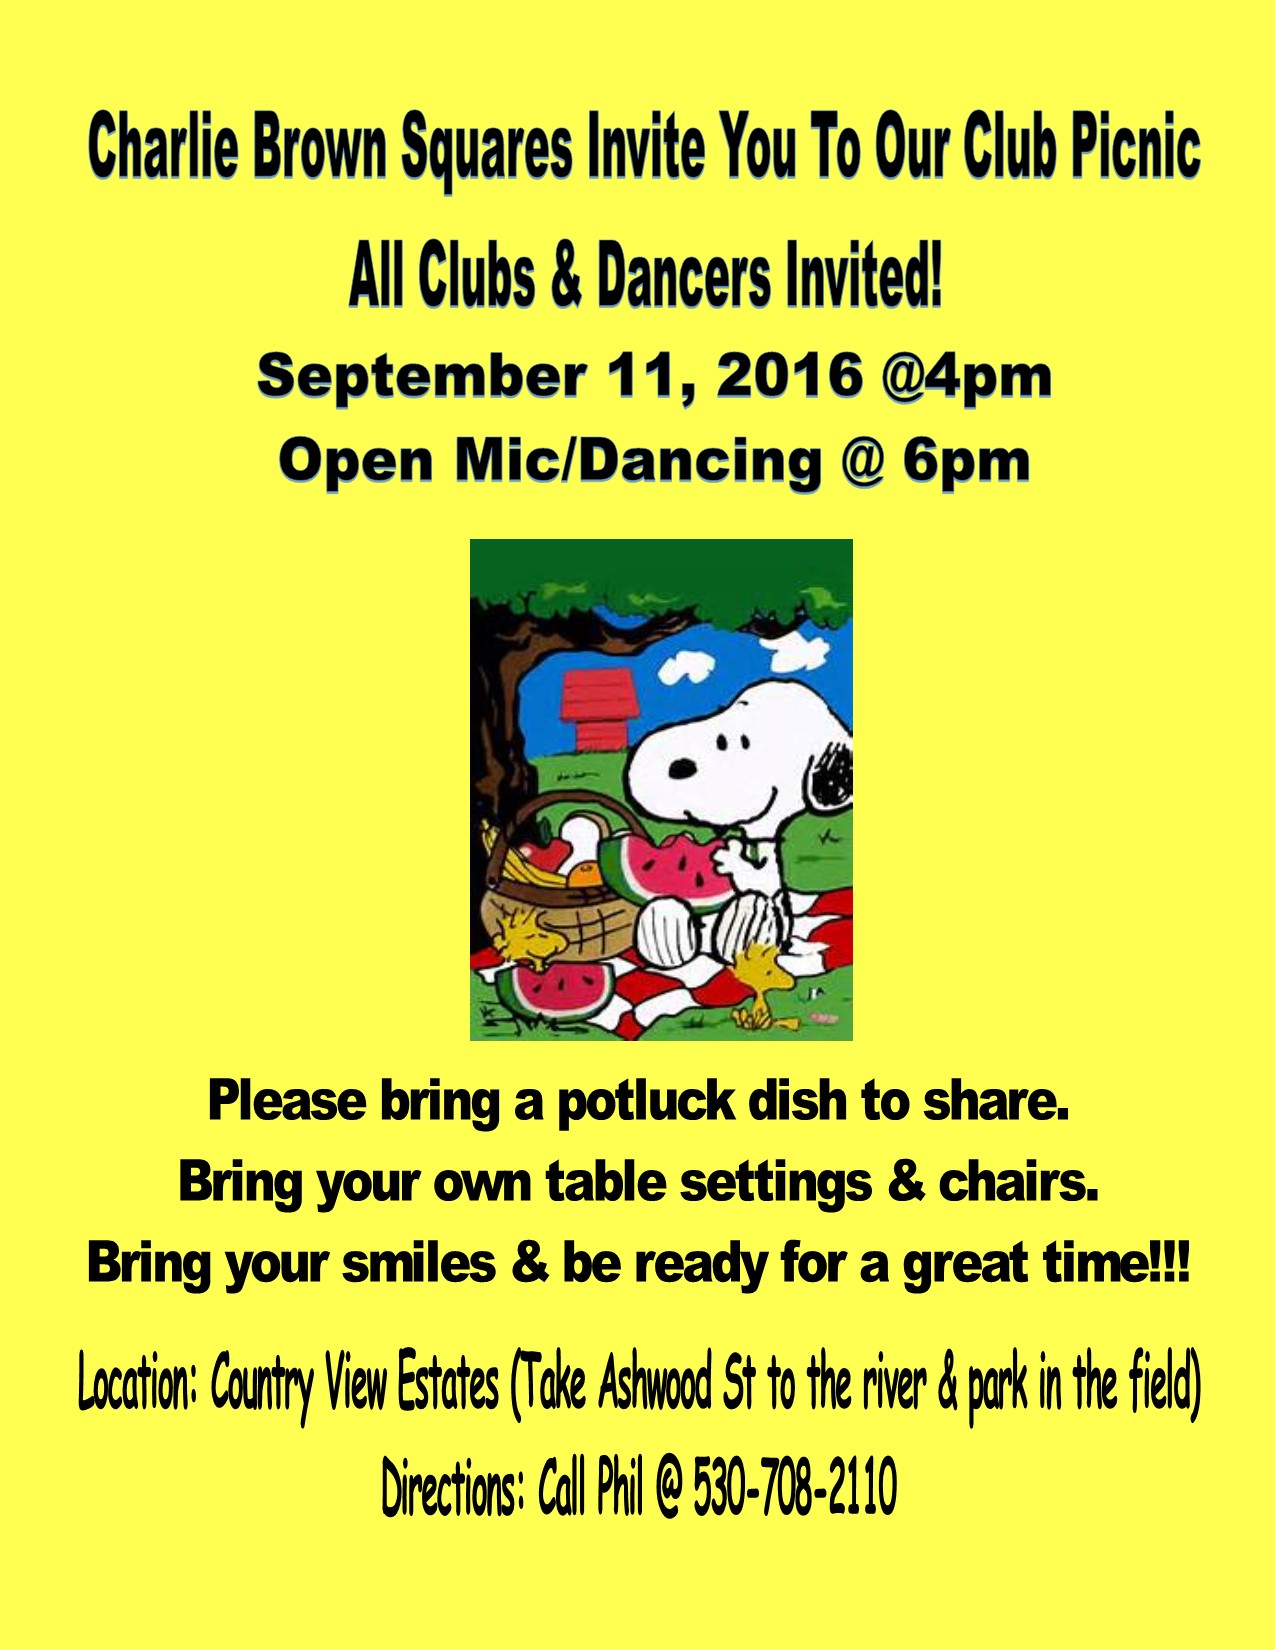 Charlie Brown Squares Invite You To Our Club Picnic
All Clubs & Dancers Invited!
September 11, 2016 @4pm
Open Mic/Dancing @ 6pm
Please bring a potluck dish to share.
Bring your own table settings & chairs.
Bring your smiles & be ready for a great time!!!
Location: Country View Estates (Take Ashwood St to the river & park in the field)
Directions: Call Phil @ 530-708-2110